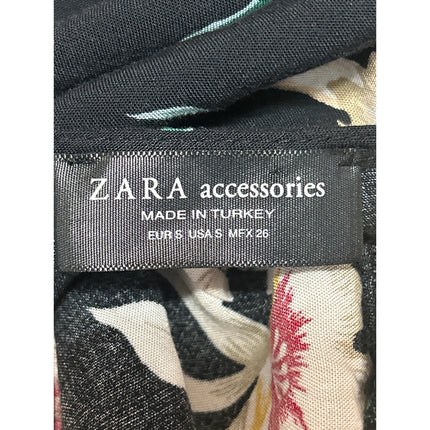 ZARA accessories
MADE IN TURKEY
EUR S USA S MEX 26